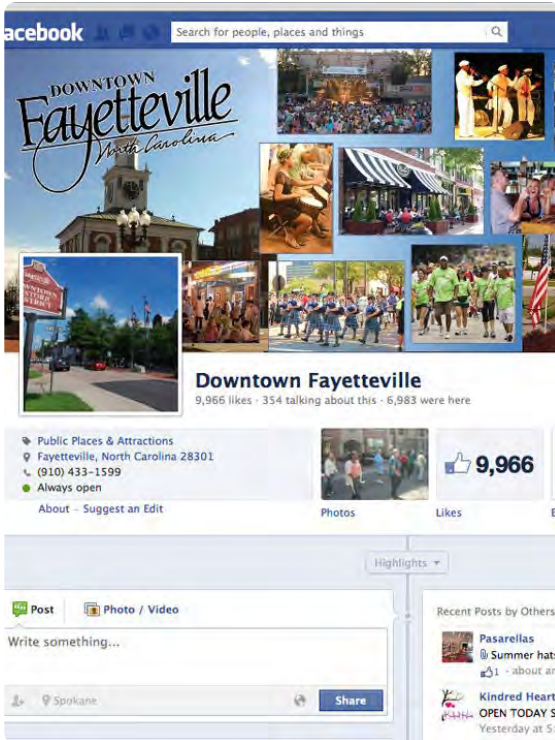 acebook
Search for people, places and things
DOWNTOWN
Fayetteville
North Carolina
Downtown Fayetteville
9,966 likes · 354 talking about this · 6,983 were here
Public Places & Attractions
Fayetteville, North Carolina 28301
(910) 433-1599
Always open
About - Suggest an Edit
9,966
Photos
Likes
Highlights
Post
Photo / Video
Write something...
Spokane
Share
Recent Posts by Others
Pasarellas
Summer hats
1 · about an
Kindred Heart
OPEN TODAY S
Yesterday at 5: